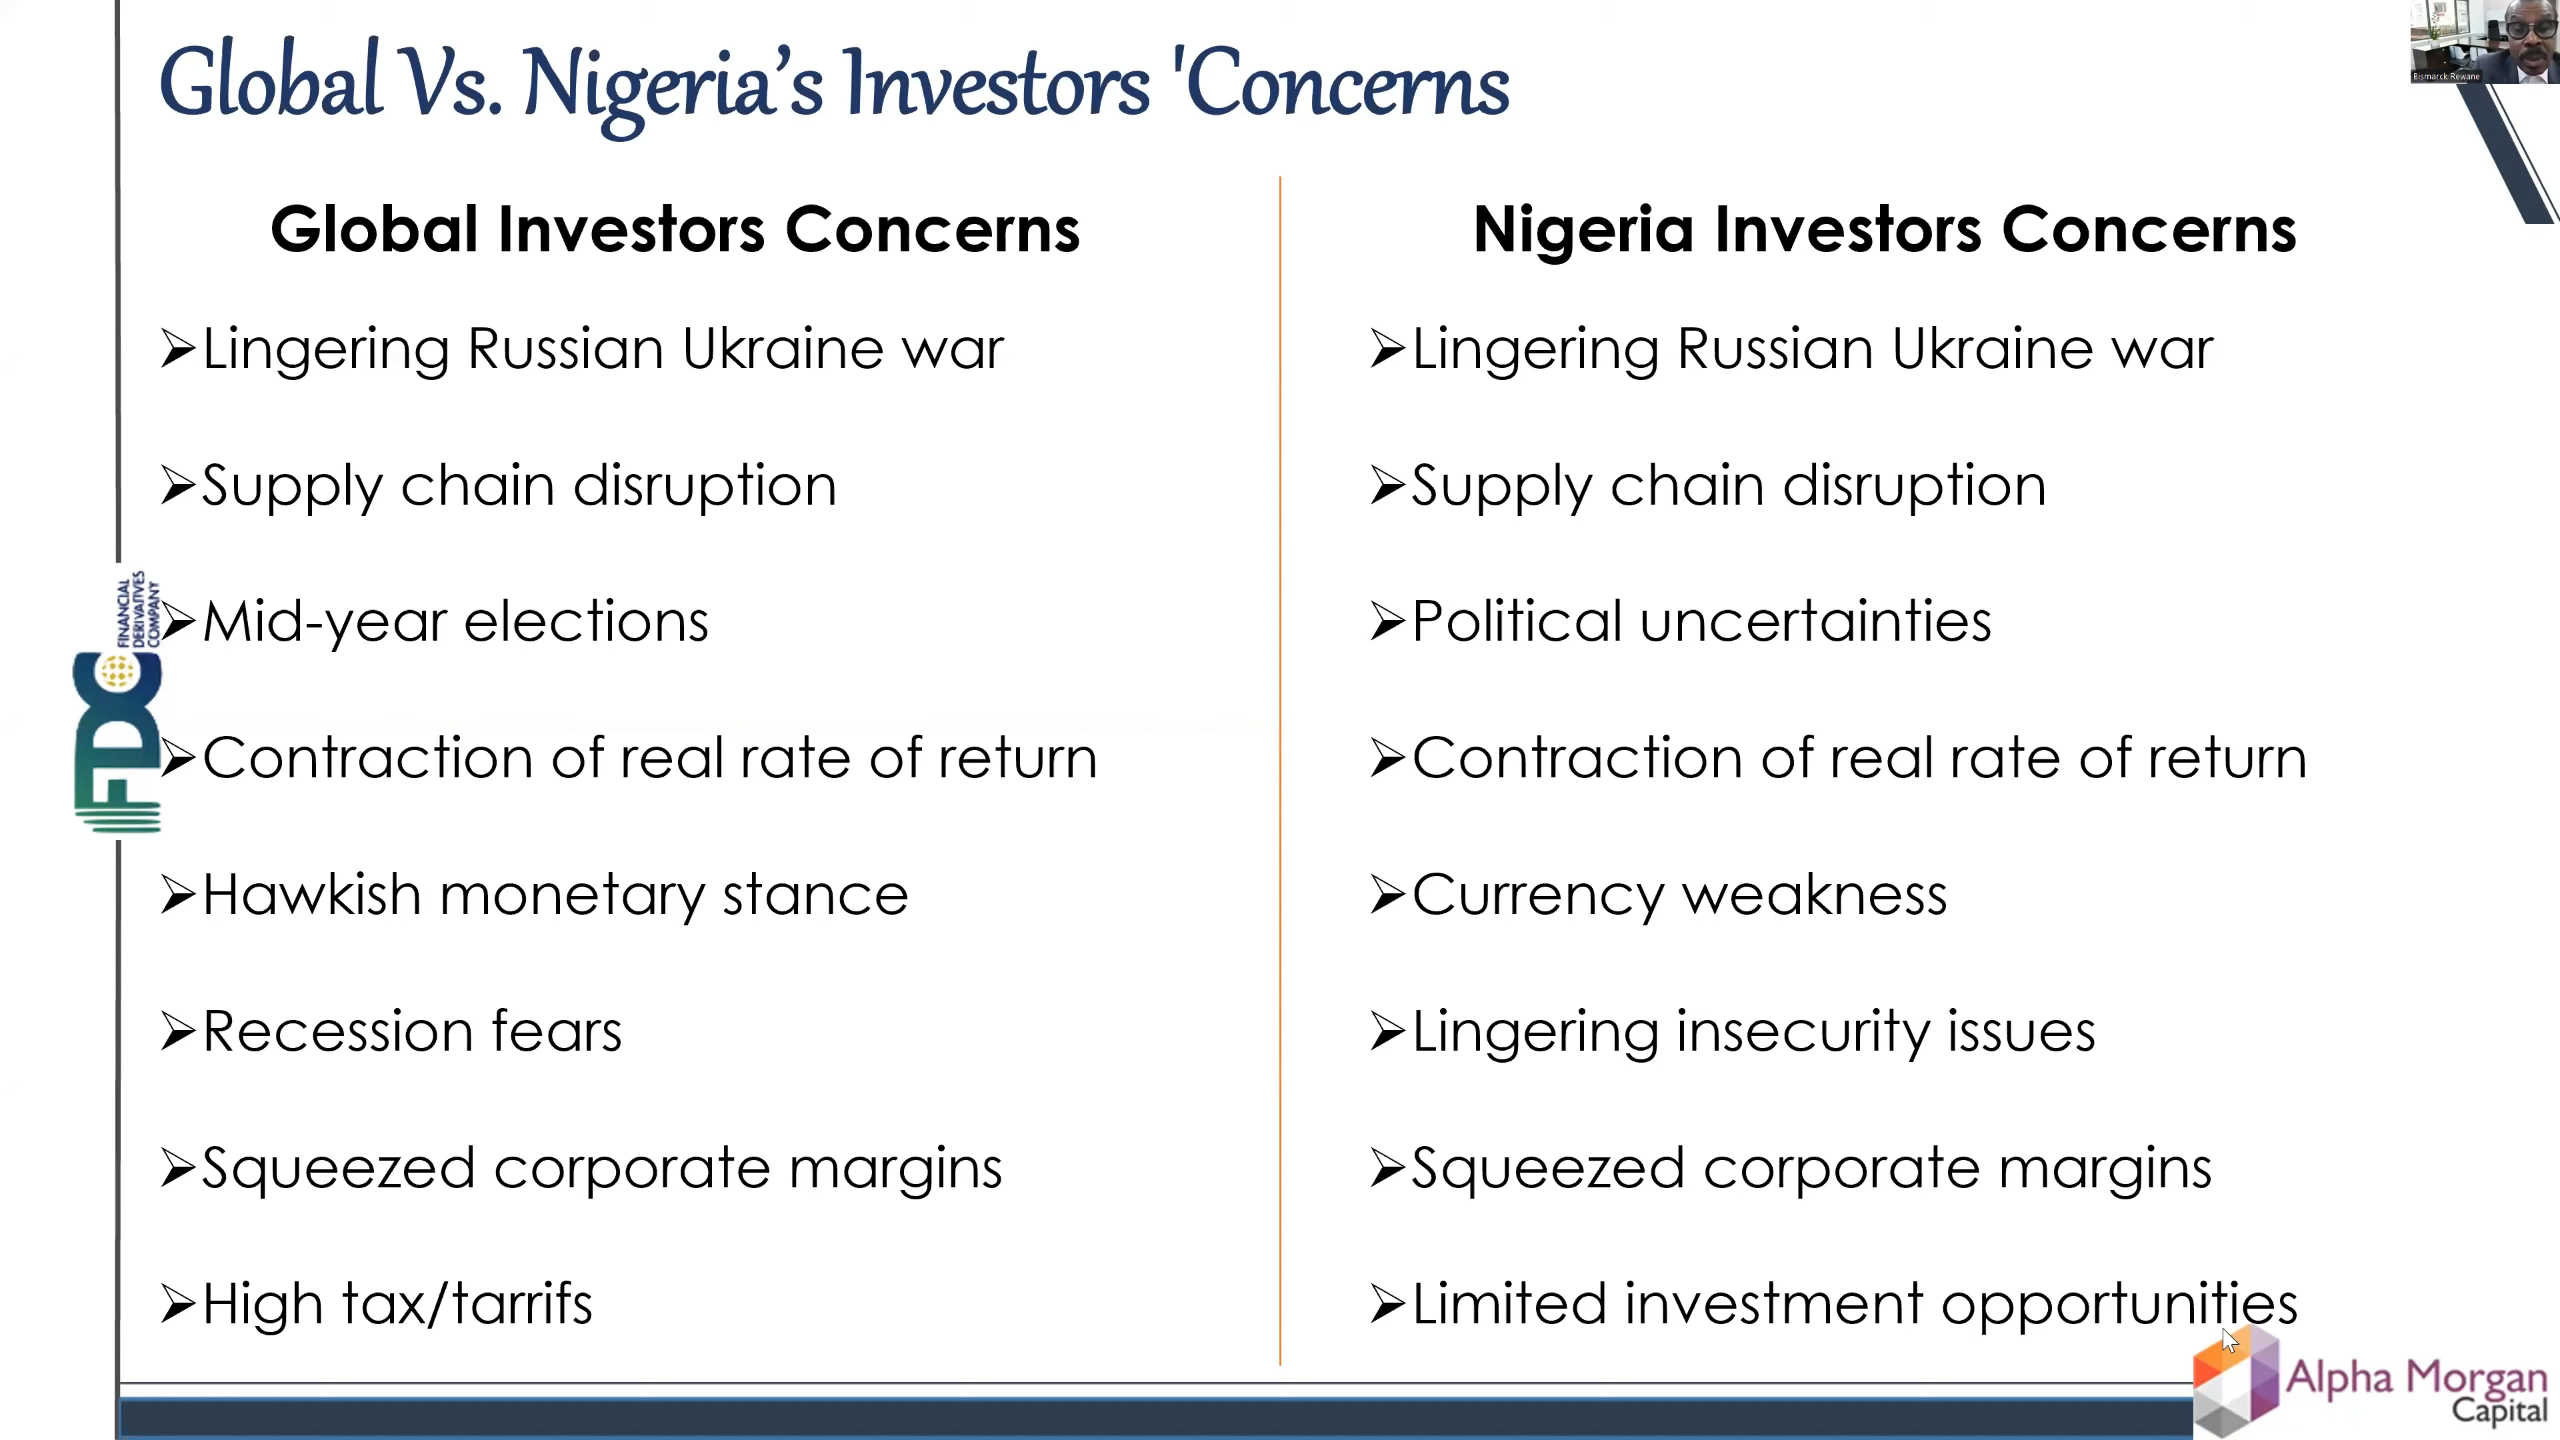 Global Vs. Nigeria’s Investors 'Concerns
Bismarck Rewane
Global Investors Concerns
➢Lingering Russian Ukraine war
➢Supply chain disruption
➢Mid-year elections
➢Contraction of real rate of return
➢Hawkish monetary stance
➢Recession fears
➢Squeezed corporate margins
➢High tax/tarrifs
Nigeria Investors Concerns
➢Lingering Russian Ukraine war
➢Supply chain disruption
➢Political uncertainties
➢Contraction of real rate of return
➢Currency weakness
➢Lingering insecurity issues
➢Squeezed corporate margins
➢Limited investment opportunities
FDC
FINANCIAL
DERIVATIVES
COMPANY
Alpha Morgan
Capital